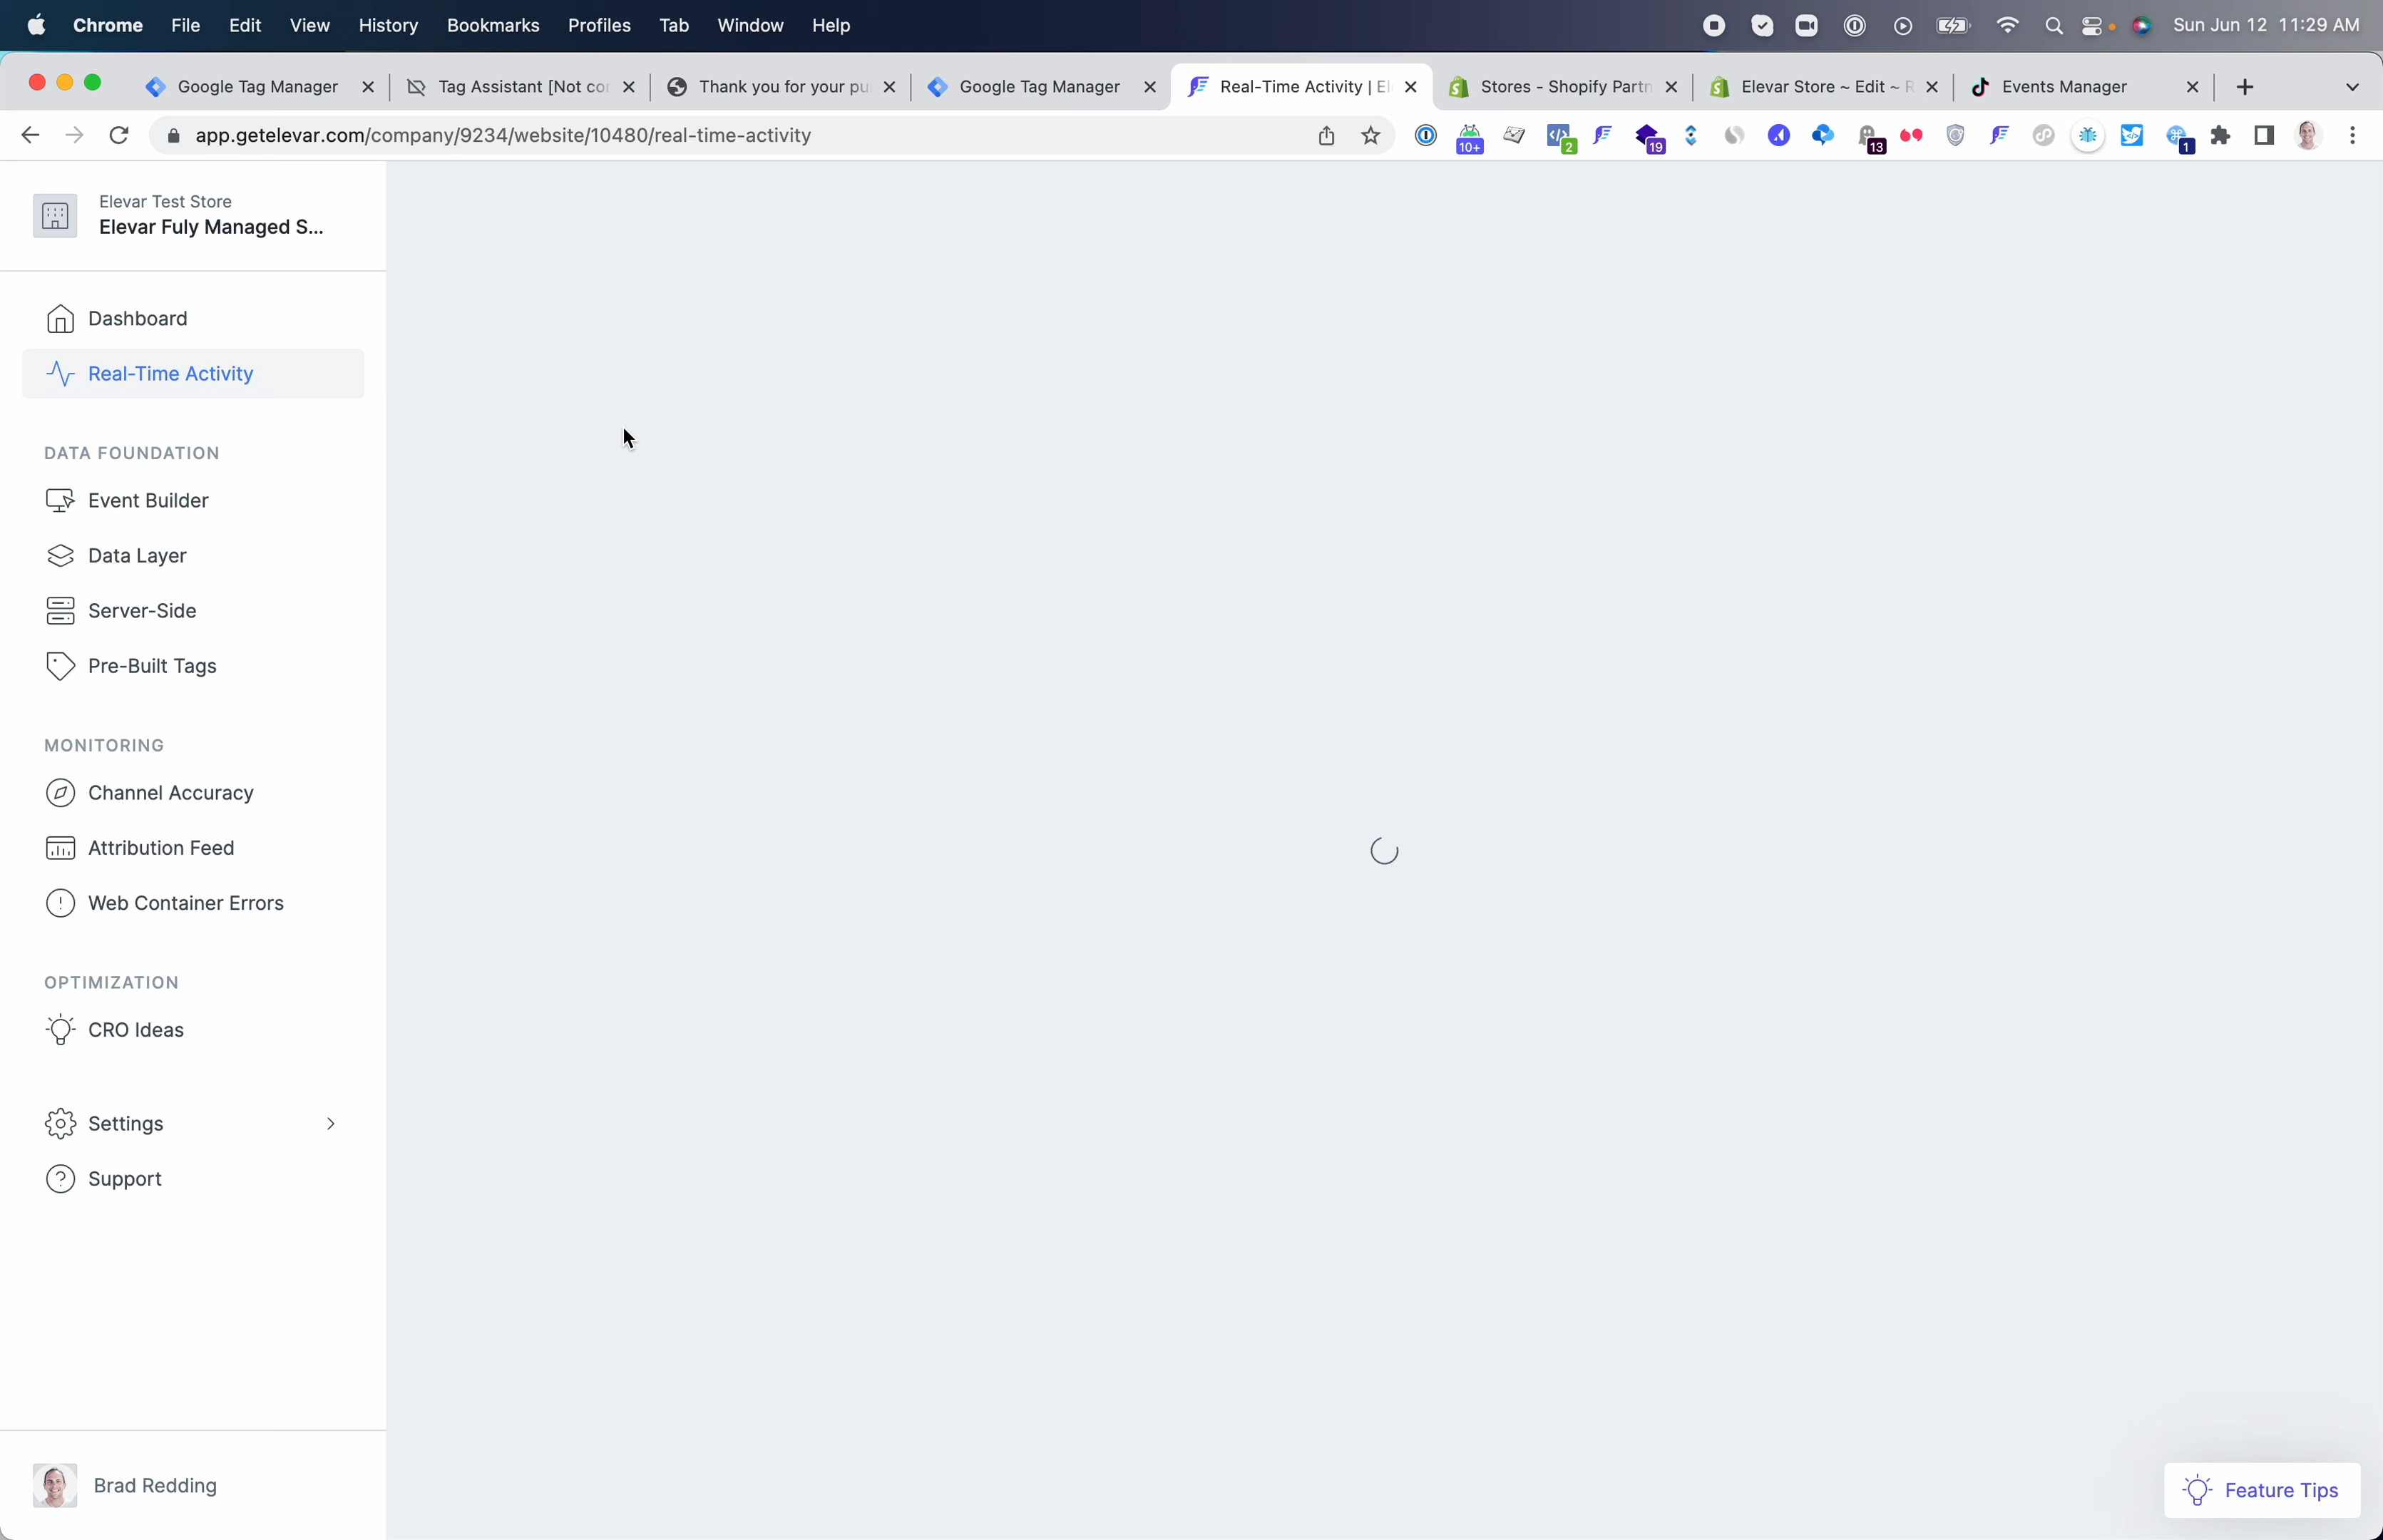 Chrome File Edit View History Bookmarks Profiles Tab Window Help Sun Jun 12 11:29 AM
Google Tag Manager Tag Assistant [Not con Thank you for your pu Google Tag Manager Real-Time Activity | El Stores - Shopify Partn Elevar Store ~ Edit ~ R Events Manager
app.getelevar.com/company/9234/website/10480/real-time-activity 10+ 2 19 13 1
Elevar Test Store
Elevar Fuly Managed S...
Dashboard
Real-Time Activity
DATA FOUNDATION
Event Builder
Data Layer
Server-Side
Pre-Built Tags
MONITORING
Channel Accuracy
Attribution Feed
Web Container Errors
OPTIMIZATION
CRO Ideas
Settings
Support
Brad Redding
Feature Tips